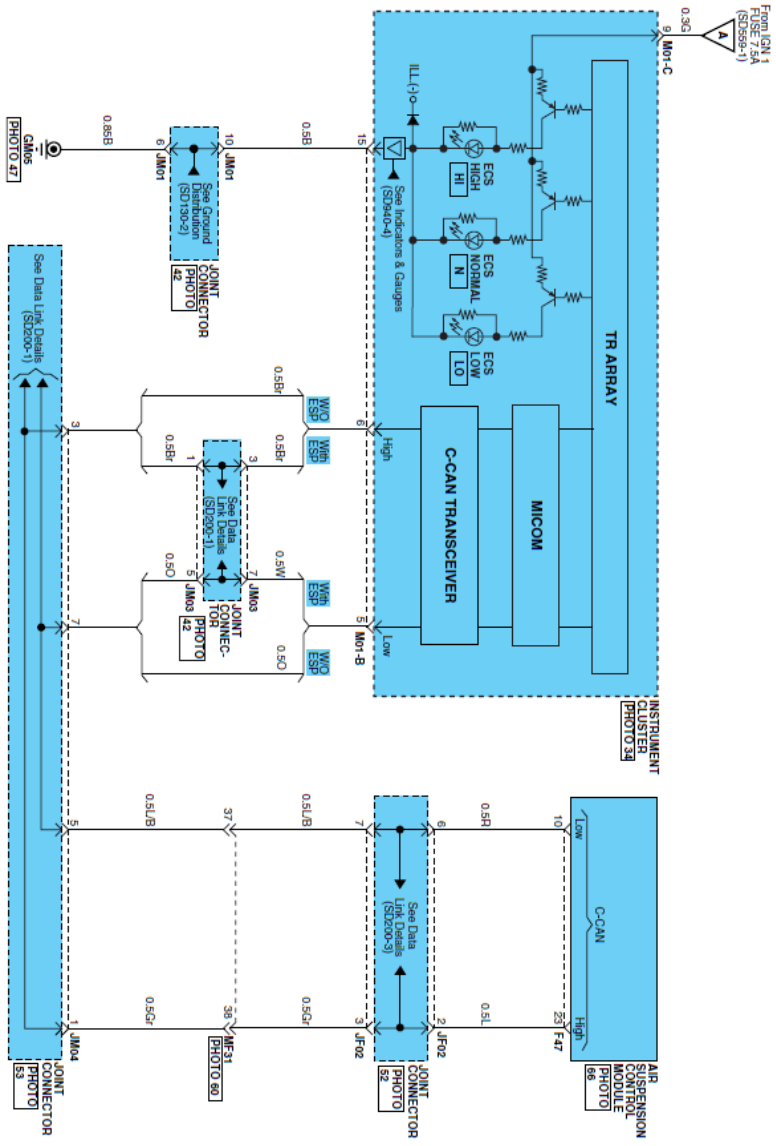 From IGN 1
FUSE 7.5A
(SD559-1)
A
0.3G
9
M01-C
TR ARRAY
MICOM
C-CAN TRANSCEIVER
ILL.(-)
ECS
HIGH
HI
ECS
NORMAL
N
ECS
LOW
LO
See Indicators & Gauges
(SD940-4)
High
Low
INSTRUMENT
CLUSTER
PHOTO 34
15
6
5
M01-B
0.5B
10
JM01
See Ground
Distribution
(SD130-2)
JOINT
CONNECTOR
PHOTO
42
6
JM01
0.85B
GM05
PHOTO 47
W/O
ESP
With
ESP
With
ESP
W/O
ESP
0.5Br
0.5Br
0.5W
0.5O
3
7
JM03
See Data
Link Details
(SD200-1)
JOINT
CONNEC-
TOR
PHOTO
42
1
5
JM03
0.5Br
0.5O
3
7
5
1
JM04
See Data Link Details
(SD200-1)
JOINT
CONNECTOR
PHOTO
53
AIR
SUSPENSION
CONTROL
MODULE
PHOTO
66
C-CAN
Low
High
10
23
F47
0.5R
0.5L
6
2
JF02
See Data
Link Details
(SD200-3)
JOINT
CONNECTOR
PHOTO
52
7
3
JF02
0.5L/B
0.5Gr
37
38
MF31
PHOTO 60
0.5L/B
0.5Gr